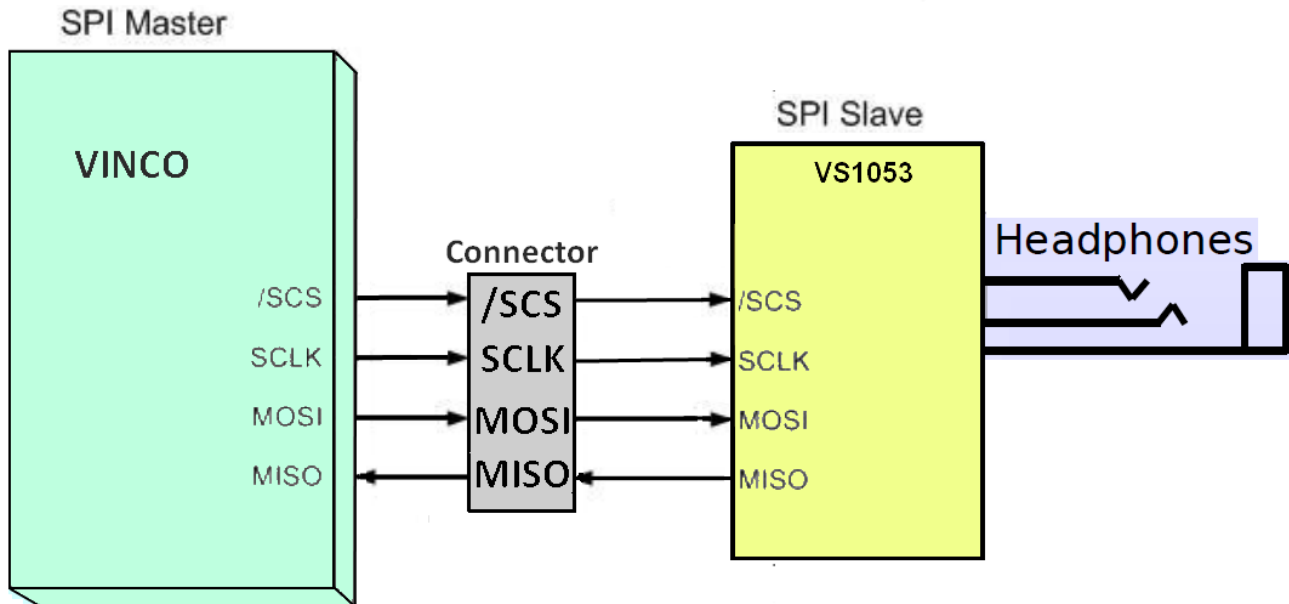 SPI Master
VINCO
/SCS
SCLK
MOSI
MISO
Connector
/SCS
SCLK
MOSI
MISO
SPI Slave
VS1053
/SCS
SCLK
MOSI
MISO
Headphones